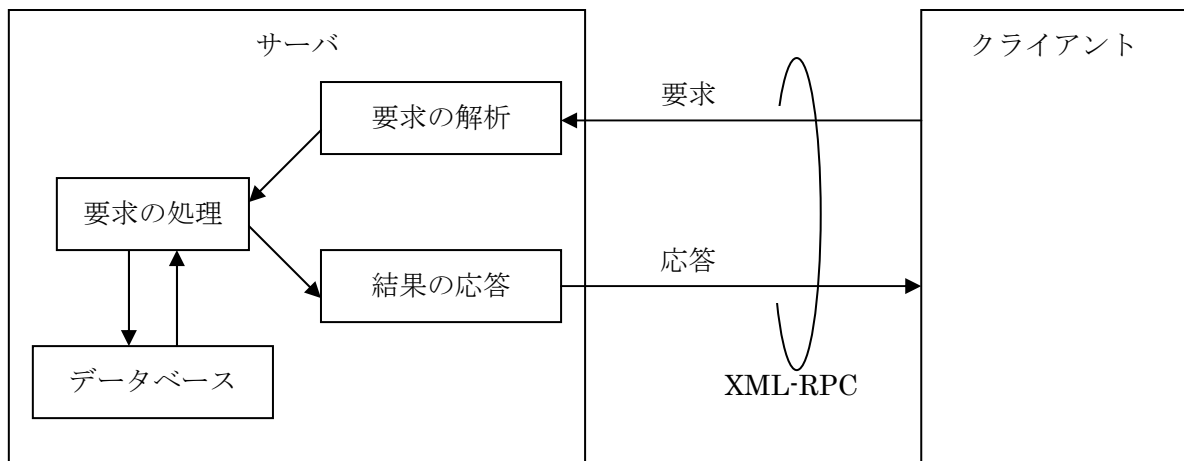 サーバ
クライアント
要求の解析
要求
要求の処理
結果の応答
応答
データベース
XML-RPC